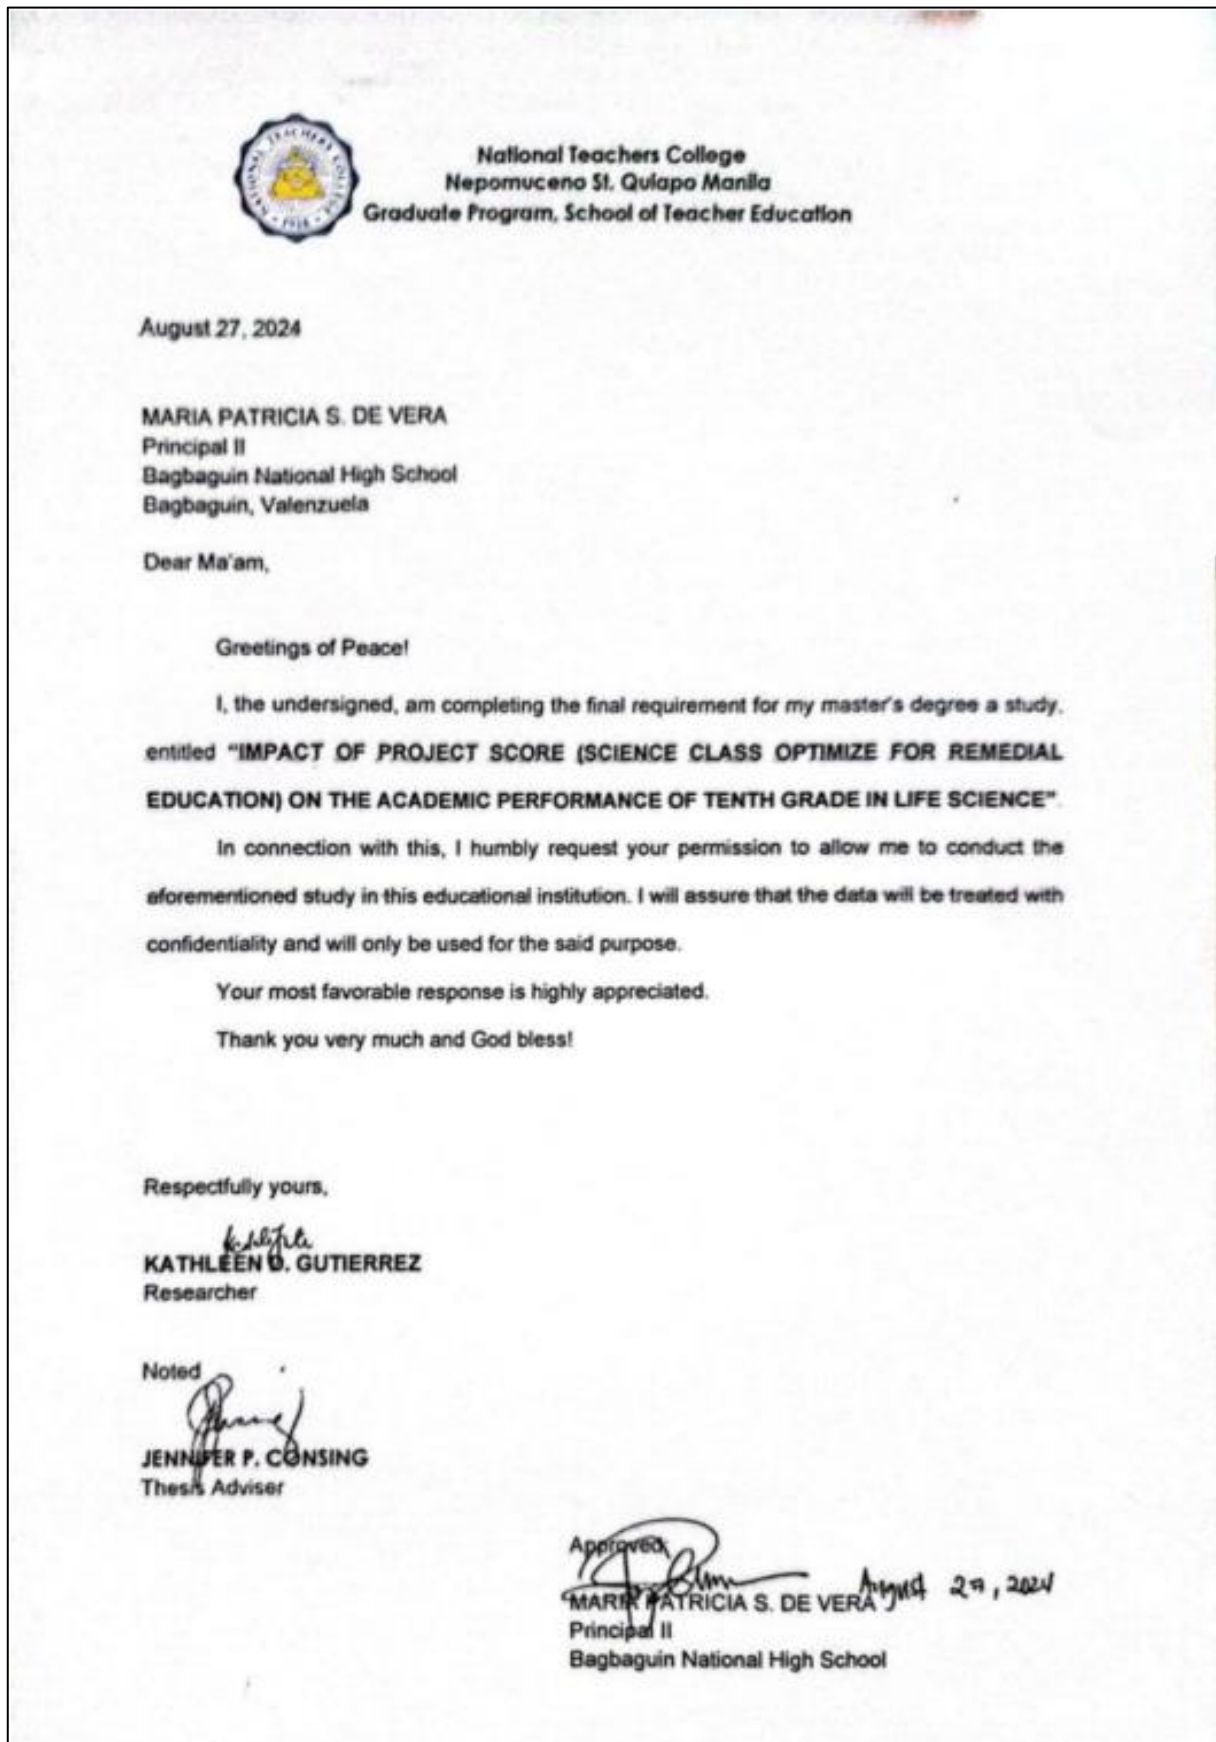 NATIONAL TEACHERS COLLEGE
1928
National Teachers College
Nepomuceno St. Quiapo Manila
Graduate Program, School of Teacher Education
August 27, 2024
MARIA PATRICIA S. DE VERA
Principal II
Bagbaguin National High School
Bagbaguin, Valenzuela
Dear Ma'am,
Greetings of Peace!
I, the undersigned, am completing the final requirement for my master's degree a study,
entitled "IMPACT OF PROJECT SCORE (SCIENCE CLASS OPTIMIZE FOR REMEDIAL
EDUCATION) ON THE ACADEMIC PERFORMANCE OF TENTH GRADE IN LIFE SCIENCE".
In connection with this, I humbly request your permission to allow me to conduct the
aforementioned study in this educational institution. I will assure that the data will be treated with
confidentiality and will only be used for the said purpose.
Your most favorable response is highly appreciated.
Thank you very much and God bless!
Respectfully yours,
KATHLEEN D. GUTIERREZ
Researcher
Noted
JENNIFER P. CONSING
Thesis Adviser
Approved:
MARIA PATRICIA S. DE VERA August 27, 2024
Principal II
Bagbaguin National High School